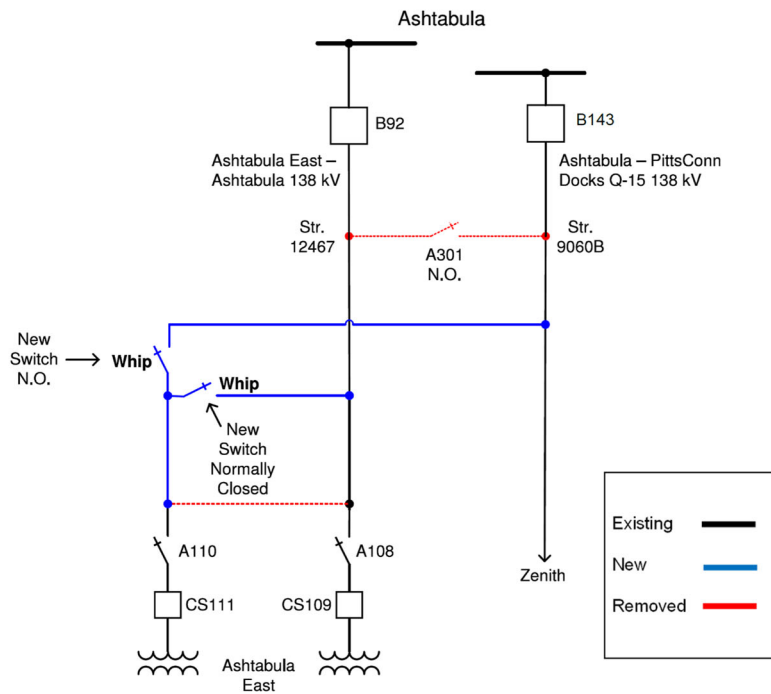 Ashtabula
B92
B143
Ashtabula East –
Ashtabula 138 kV
Ashtabula – PittsConn
Docks Q-15 138 kV
Str.
12467
A301
N.O.
Str.
9060B
New
Switch
N.O.
Whip
Whip
New
Switch
Normally
Closed
A110
A108
CS111
CS109
Zenith
Ashtabula
East
Existing
New
Removed